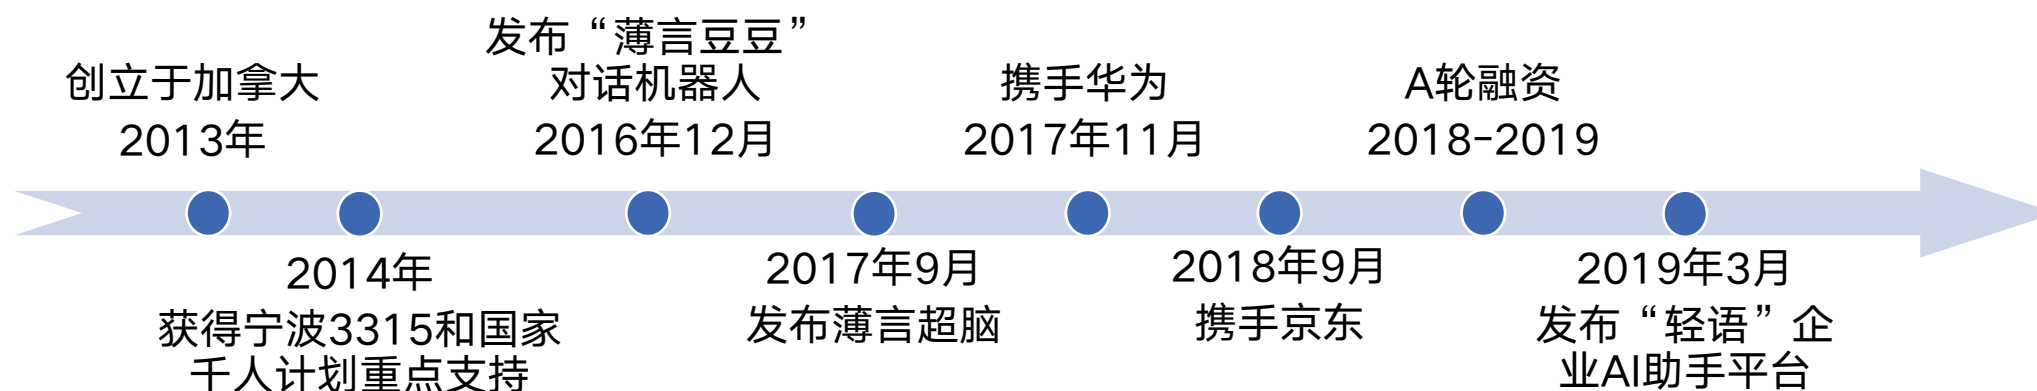 创立于加拿大
2013年
2014年
获得宁波3315和国家
千人计划重点支持
发布“薄言豆豆”
对话机器人
2016年12月
2017年9月
发布薄言超脑
携手华为
2017年11月
2018年9月
携手京东
A轮融资
2018-2019
2019年3月
发布“轻语”企
业AI助手平台